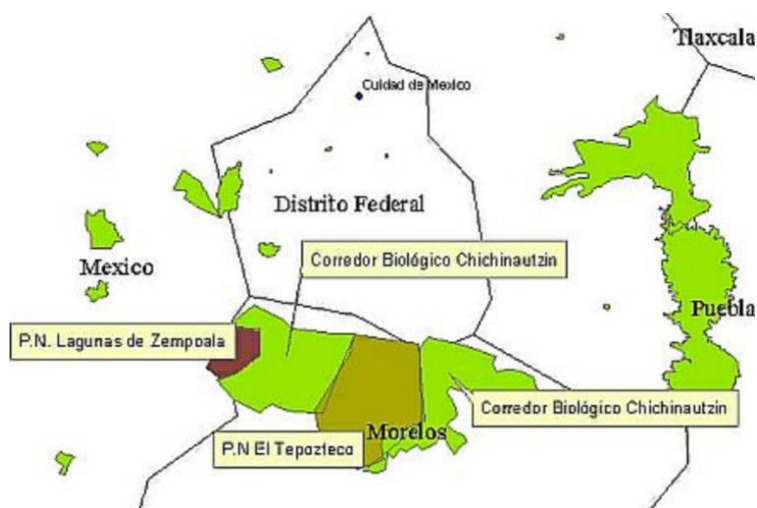 Tlaxcala
Cuidad de Mexico
Distrito Federal
Corredor Biológico Chichinautzin
Mexico
Puebla
P.N. Lagunas de Zempoala
Corredor Biológico Chichinautzin
Morelos
P.N El Tepozteco